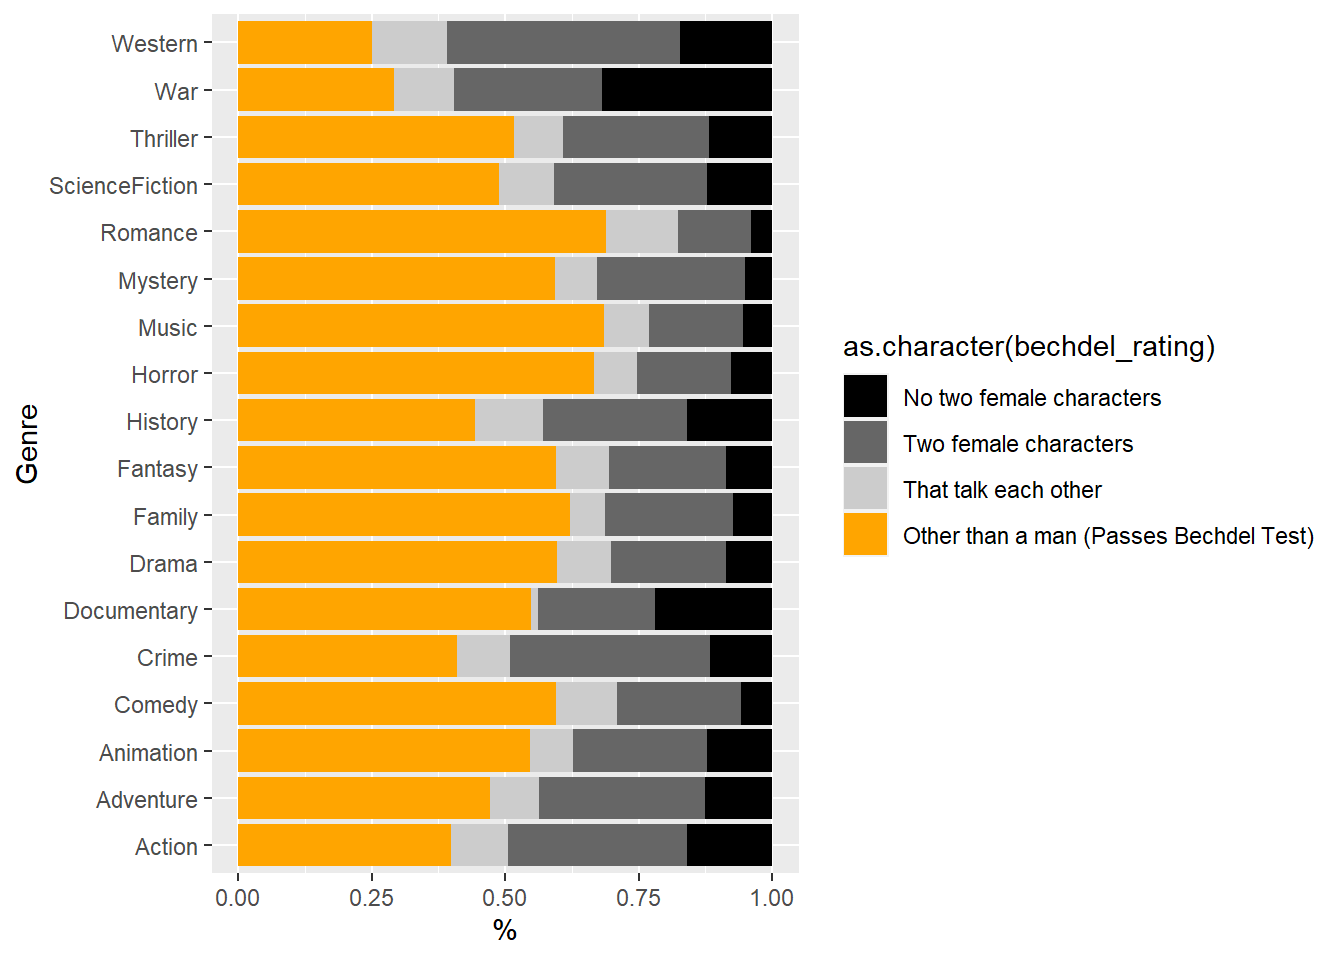 Western
War
Thriller
ScienceFiction
Romance
Mystery
Music
Horror
History
Fantasy
Family
Drama
Documentary
Crime
Comedy
Animation
Adventure
Action
Genre
0.00 0.25 0.50 0.75 1.00
%
as.character(bechdel_rating)
No two female characters
Two female characters
That talk each other
Other than a man (Passes Bechdel Test)